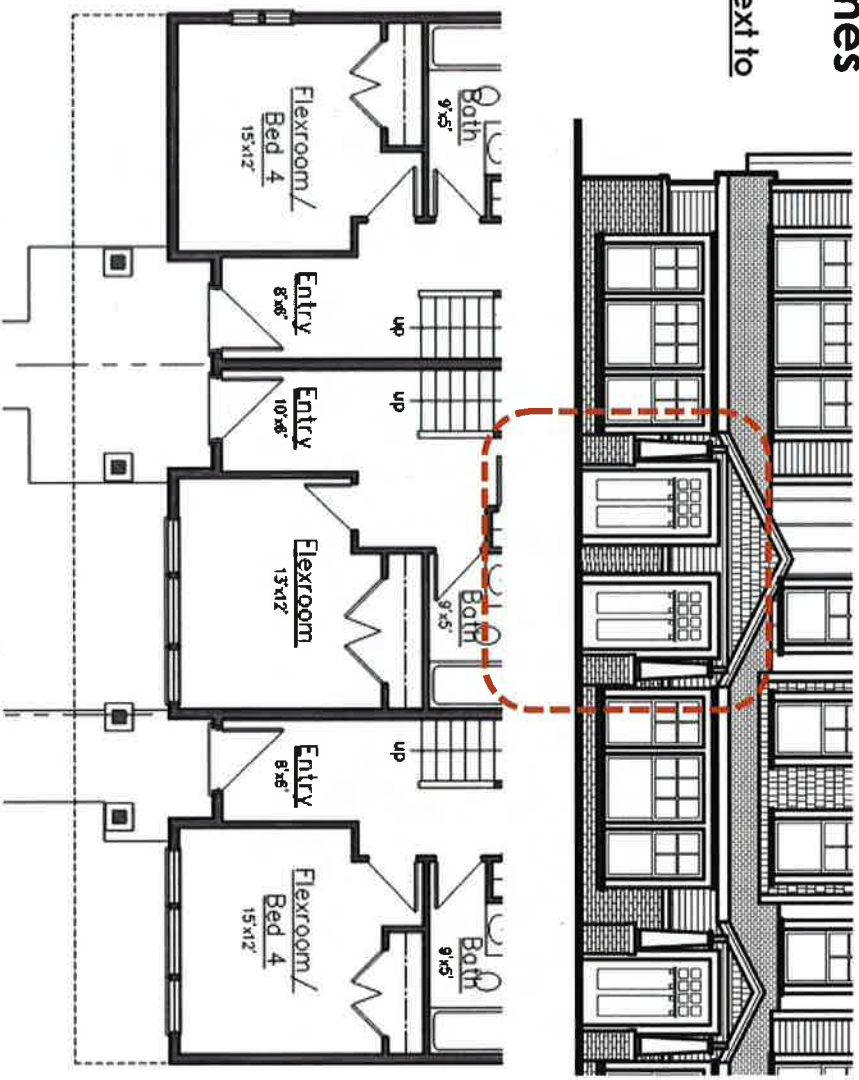 nes
ext to
Bath
9'x5'
Flexroom/
Bed 4
15'x12'
up
Entry
8'x6'
up
Entry
10'x6'
Bath
9'x5'
Flexroom
13'x12'
up
Entry
8'x6'
Bath
9'x5'
Flexroom/
Bed 4
15'x12'